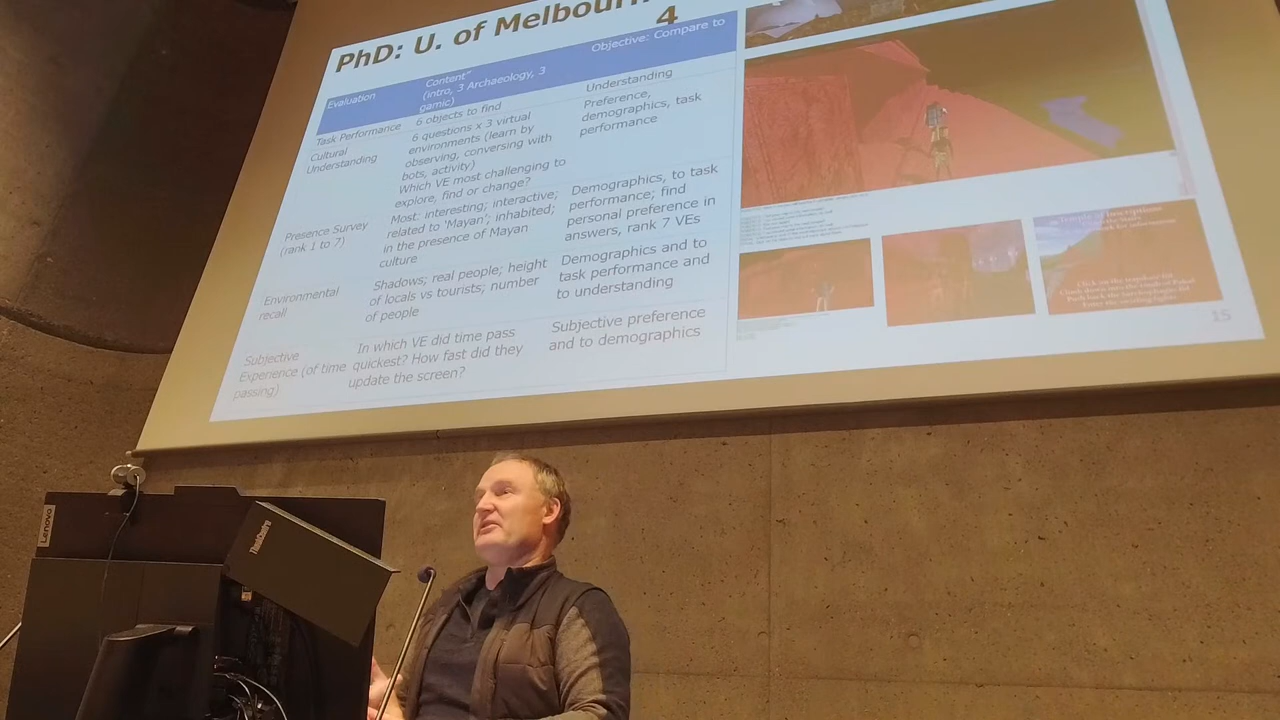 PhD: U. of Melbourn
4
Evaluation
Content"
(intro, 3 Archaeology, 3
gamic)
Objective: Compare to
Task Performance
6 objects to find
Understanding
Cultural
Understanding
6 questions x 3 virtual
environments (learn by
observing, conversing with
bots, activity)
Which VE most challenging to
explore, find or change?
Preference,
demographics, task
performance
Presence Survey
(rank 1 to 7)
Most: interesting; interactive;
related to 'Mayan'; inhabited;
in the presence of Mayan
culture
Demographics, to task
performance; find
personal preference in
answers, rank 7 VEs
Environmental
recall
Shadows; real people; height
of locals vs tourists; number
of people
Demographics and to
task performance and
to understanding
Subjective
Experience (of time
passing)
In which VE did time pass
quickest? How fast did they
update the screen?
Subjective preference
and to demographics
Temple of Inscriptions
15
Lenovo
ThinkCentre